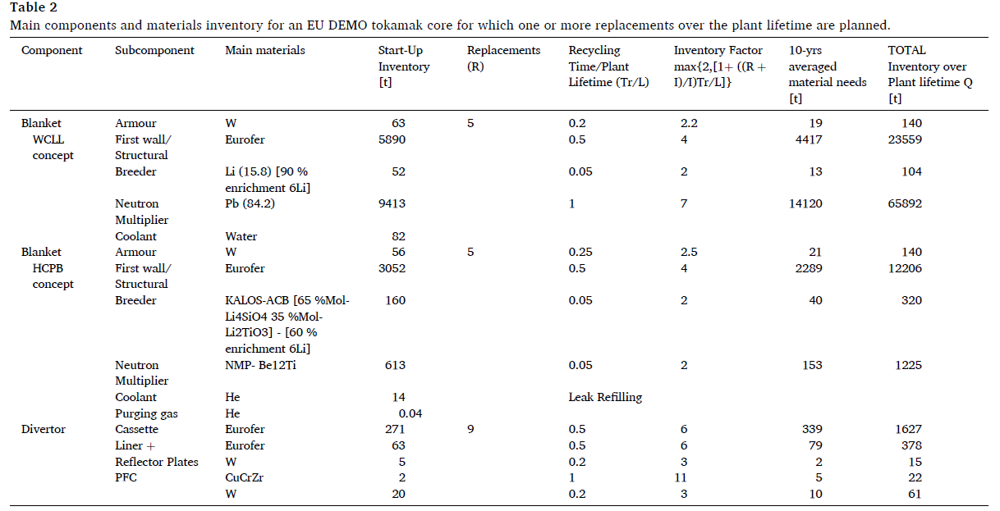 Table 2
Main components and materials inventory for an EU DEMO tokamak core for which one or more replacements over the plant lifetime are planned.
Component Subcomponent Main materials Start-Up Replacements Recycling Inventory Factor 10-yrs TOTAL
Inventory (R) Time/Plant max{2,[1+ ((R + averaged Inventory over
[t] Lifetime (Tr/L) I)/I)Tr/L]} material needs Plant lifetime Q
[t] [t]
Blanket Armour W 63 5 0.2 2.2 19 140
WCLL First wall/ Eurofer 5890 0.5 4 4417 23559
concept Structural
Breeder Li (15.8) [90 % 52 0.05 2 13 104
enrichment 6Li]
Neutron Pb (84.2) 9413 1 7 14120 65892
Multiplier
Coolant Water 82
Blanket Armour W 56 5 0.25 2.5 21 140
HCPB First wall/ Eurofer 3052 0.5 4 2289 12206
concept Structural
Breeder KALOS-ACB [65 %Mol- 160 0.05 2 40 320
Li4SiO4 35 %Mol-
Li2TiO3] - [60 %
enrichment 6Li]
Neutron NMP- Be12Ti 613 0.05 2 153 1225
Multiplier
Coolant He 14 Leak Refilling
Purging gas He 0.04
Divertor Cassette Eurofer 271 9 0.5 6 339 1627
Liner + Eurofer 63 0.5 6 79 378
Reflector Plates W 5 0.2 3 2 15
PFC CuCrZr 2 1 11 5 22
W 20 0.2 3 10 61